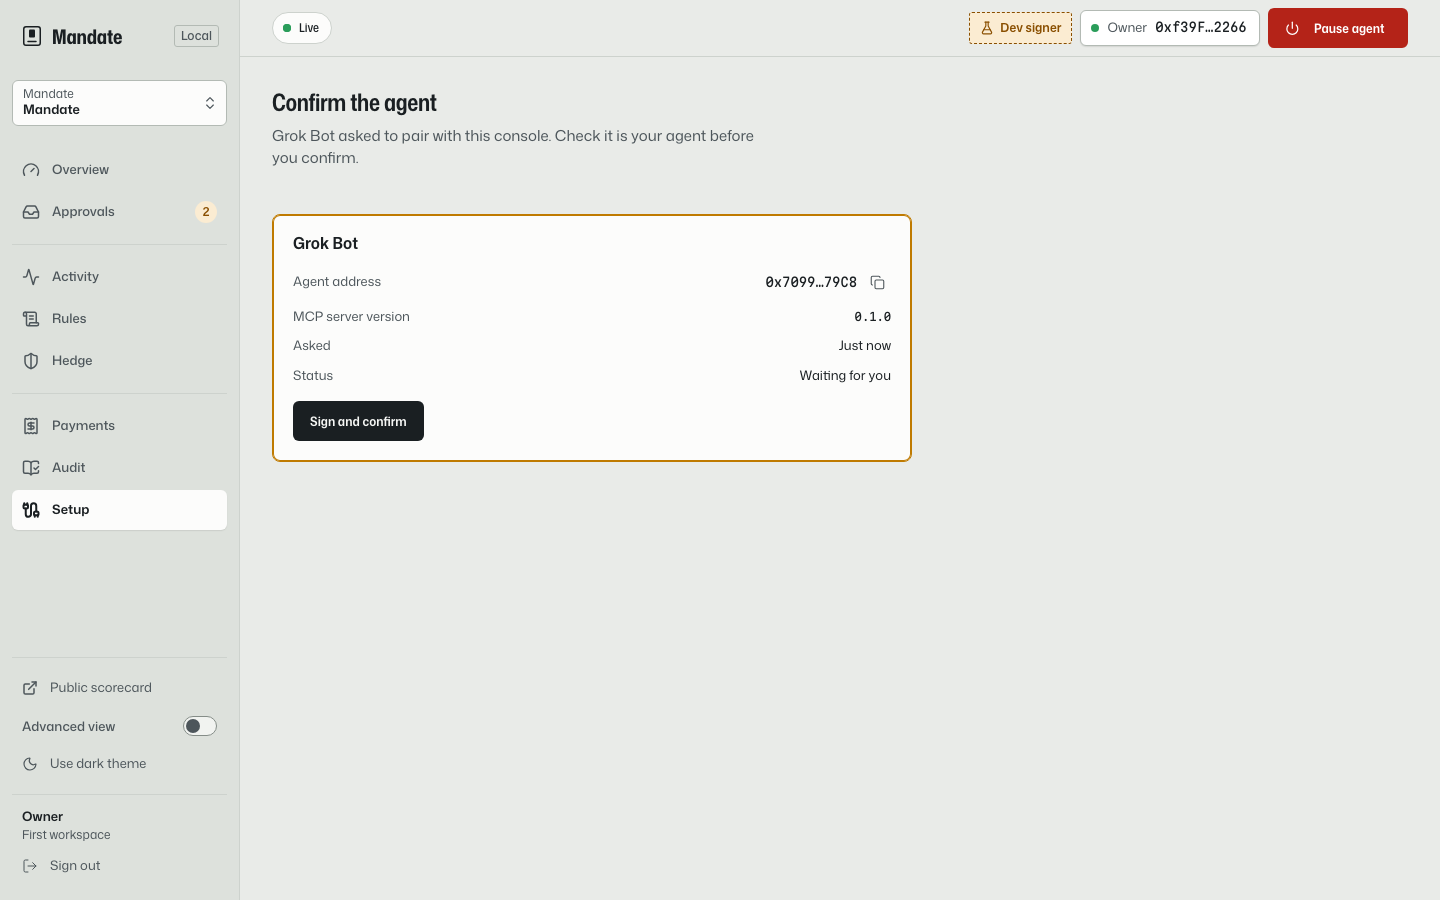 Mandate
Local
Mandate
Mandate
Overview
Approvals
2
Activity
Rules
Hedge
Payments
Audit
Setup
Public scorecard
Advanced view
Use dark theme
Owner
First workspace
Sign out
Live
Dev signer
Owner 0xf39F…2266
Pause agent
Confirm the agent
Grok Bot asked to pair with this console. Check it is your agent before
you confirm.
Grok Bot
Agent address 0x7099…79C8
MCP server version 0.1.0
Asked Just now
Status Waiting for you
Sign and confirm